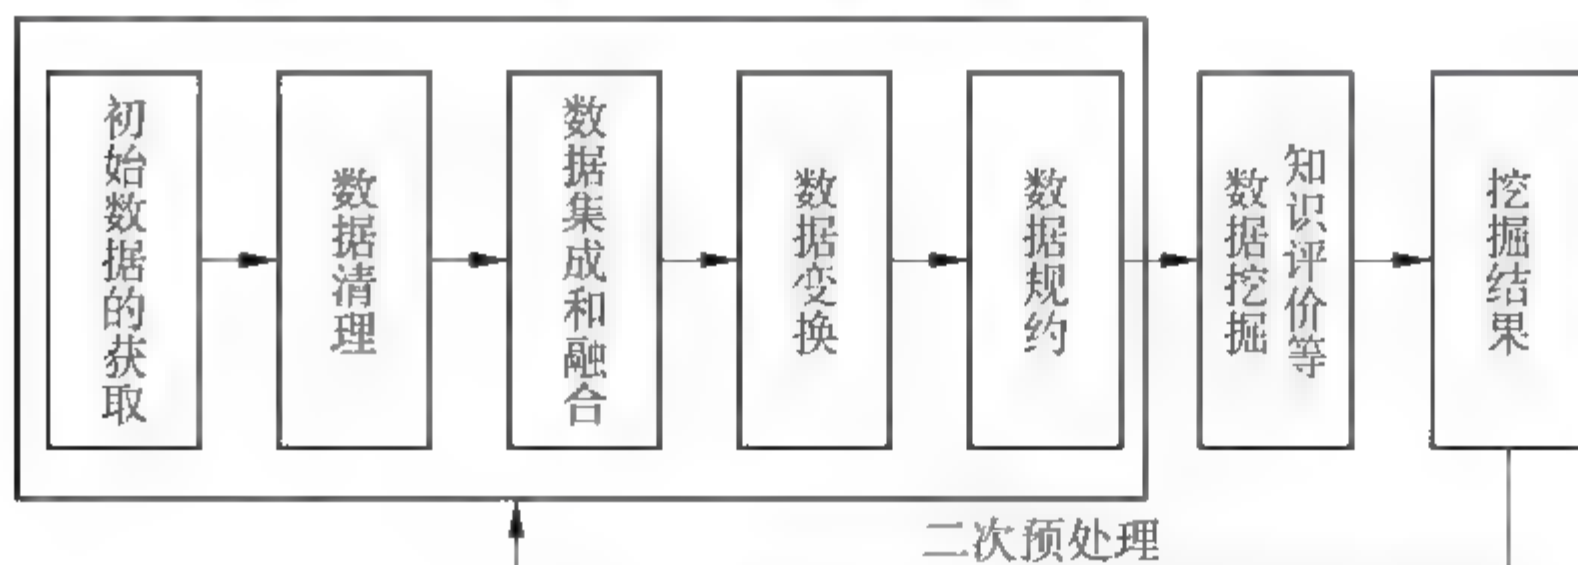 初始数据的获取
数据清理
数据集成和融合
数据变换
数据规约
数据挖掘
知识评价等
挖掘结果
二次预处理